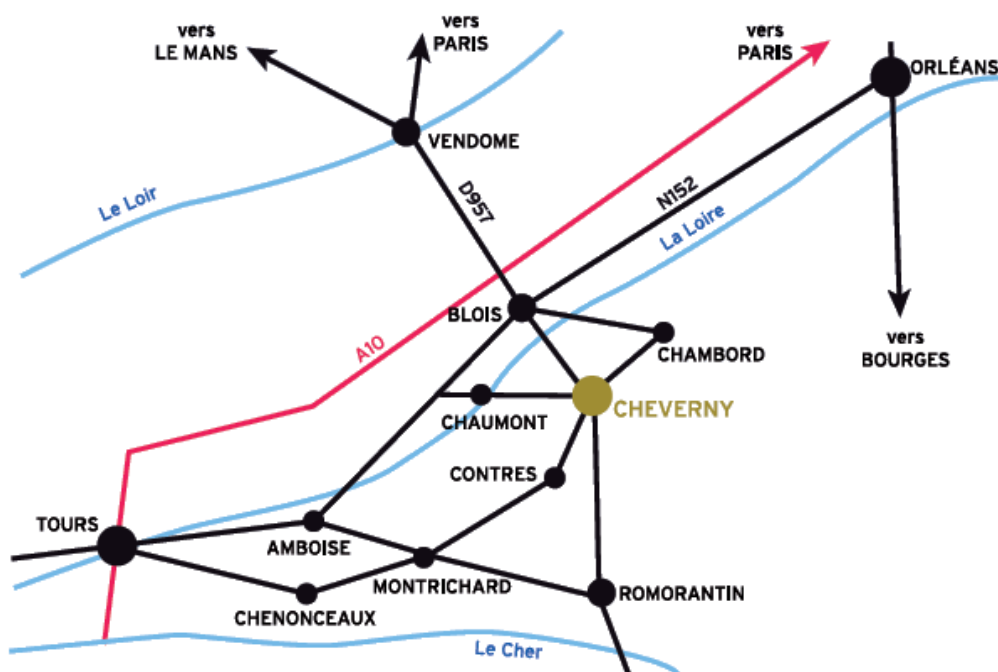 vers
LE MANS
vers
PARIS
vers
PARIS
ORLÉANS
VENDOME
D957
N152
Le Loir
La Loire
BLOIS
A10
CHAMBORD
vers
BOURGES
CHEVERNY
CHAUMONT
CONTRES
TOURS
AMBOISE
MONTRICHARD
ROMORANTIN
CHENONCEAUX
Le Cher